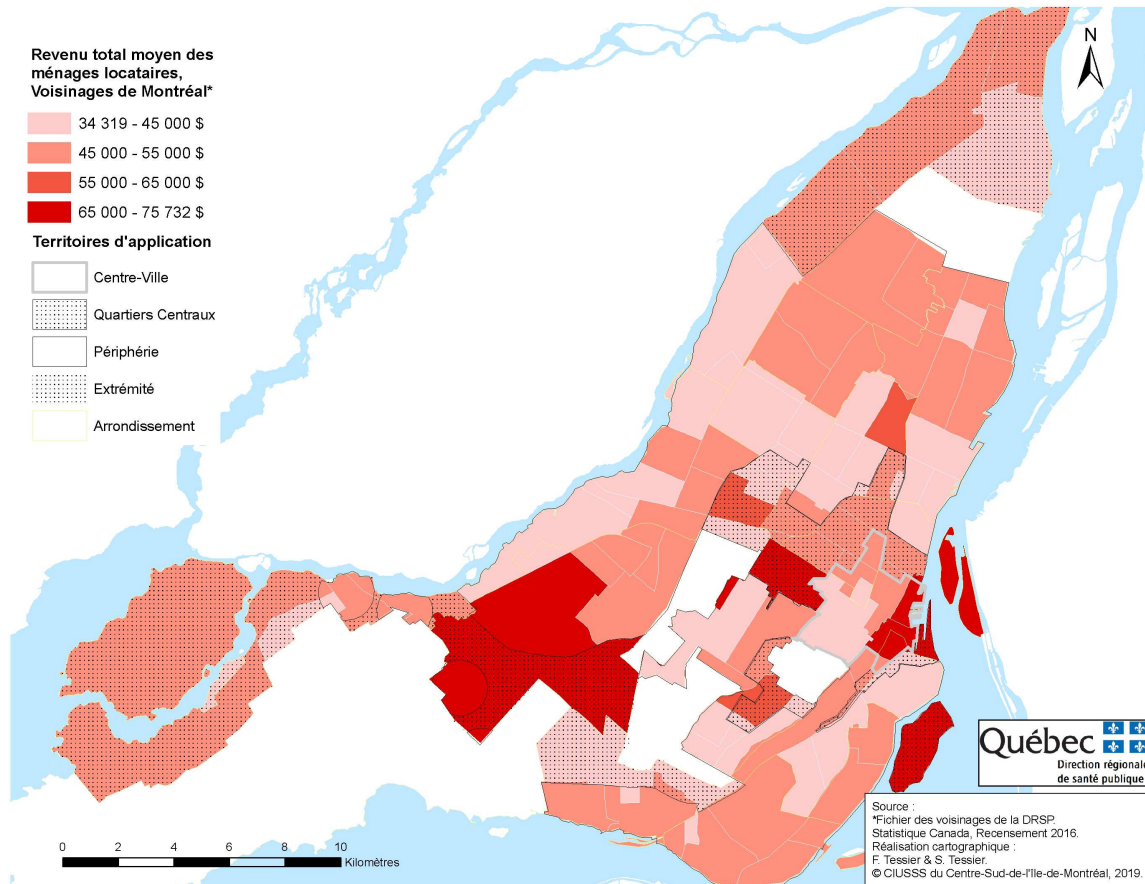 Revenu total moyen des
ménages locataires,
Voisinages de Montréal*
34 319 - 45 000 $
45 000 - 55 000 $
55 000 - 65 000 $
65 000 - 75 732 $
Territoires d'application
Centre-Ville
Quartiers Centraux
Périphérie
Extrémité
Arrondissement
N
0 2 4 6 8 10
Kilomètres
Québec
Direction régionale
de santé publique
Source :
*Fichier des voisinages de la DRSP.
Statistique Canada, Recensement 2016.
Réalisation cartographique :
F. Tessier & S. Tessier.
© CIUSSS du Centre-Sud-de-l'Ile-de-Montréal, 2019